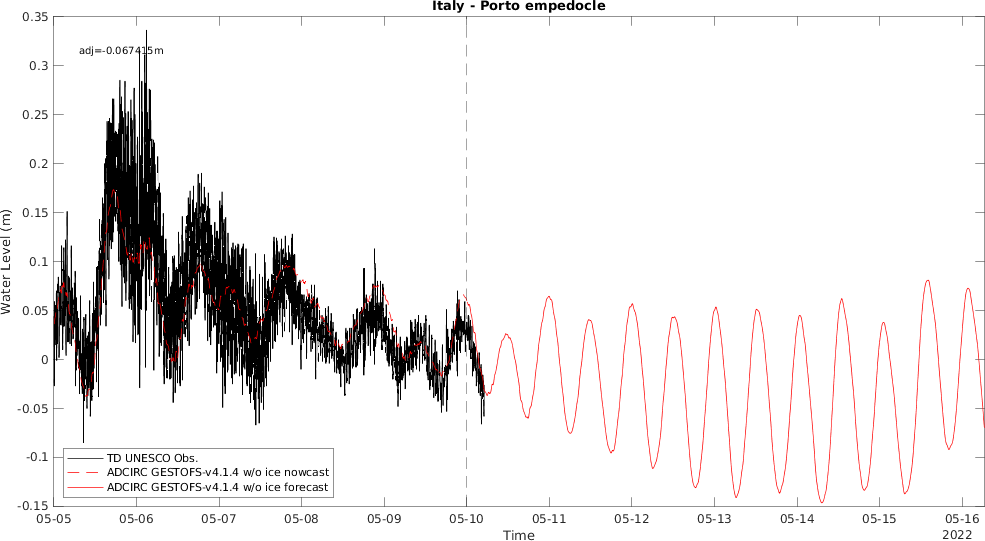 Italy - Porto empedocle
adj=-0.067415m
0.35
0.3
0.25
0.2
0.15
0.1
0.05
0
-0.05
-0.1
-0.15
Water Level (m)
TD UNESCO Obs.
ADCIRC GESTOFS-v4.1.4 w/o ice nowcast
ADCIRC GESTOFS-v4.1.4 w/o ice forecast
05-05 05-06 05-07 05-08 05-09 05-10 05-11 05-12 05-13 05-14 05-15 05-16
Time
2022